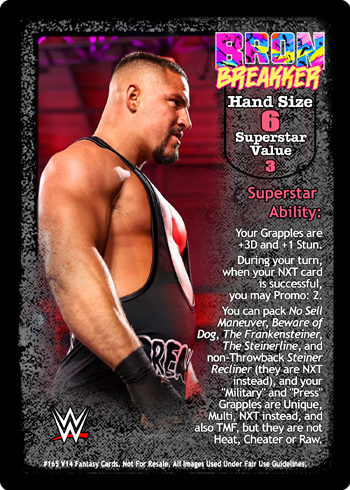 BRON
BREAKKER
Hand Size
6
Superstar
Value
3
Superstar
Ability:
Your Grapples are
+3D and +1 Stun.
During your turn,
when your NXT card
is successful,
you may Promo: 2.
You can pack No Sell
Maneuver, Beware of
Dog, The Frankensteiner,
The Steinerline, and
non-Throwback Steiner
Recliner (they are NXT
instead), and your
"Military" and "Press"
Grapples are Unique,
Multi, NXT instead, and
also TMF, but they are not
Heat, Cheater or Raw.
BREA
W
#165 V14 Fantasy Cards. Not For Resale, All Images Used Under Fair Use Guidelines.